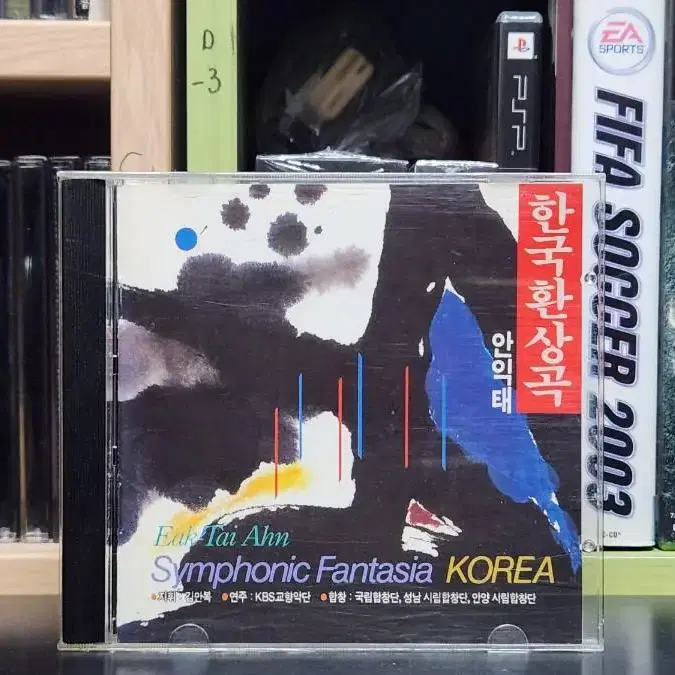 D
-3
PSP
EA
SPORTS
FIFA SOCCER 2003
한국환상곡
안익태
Eak Tai Ahn
Symphonic Fantasia KOREA
●지휘 : 김만복 ●연주 : KBS교향악단 ●합창 : 국립합창단, 성남 시립합창단, 안양 시립합창단